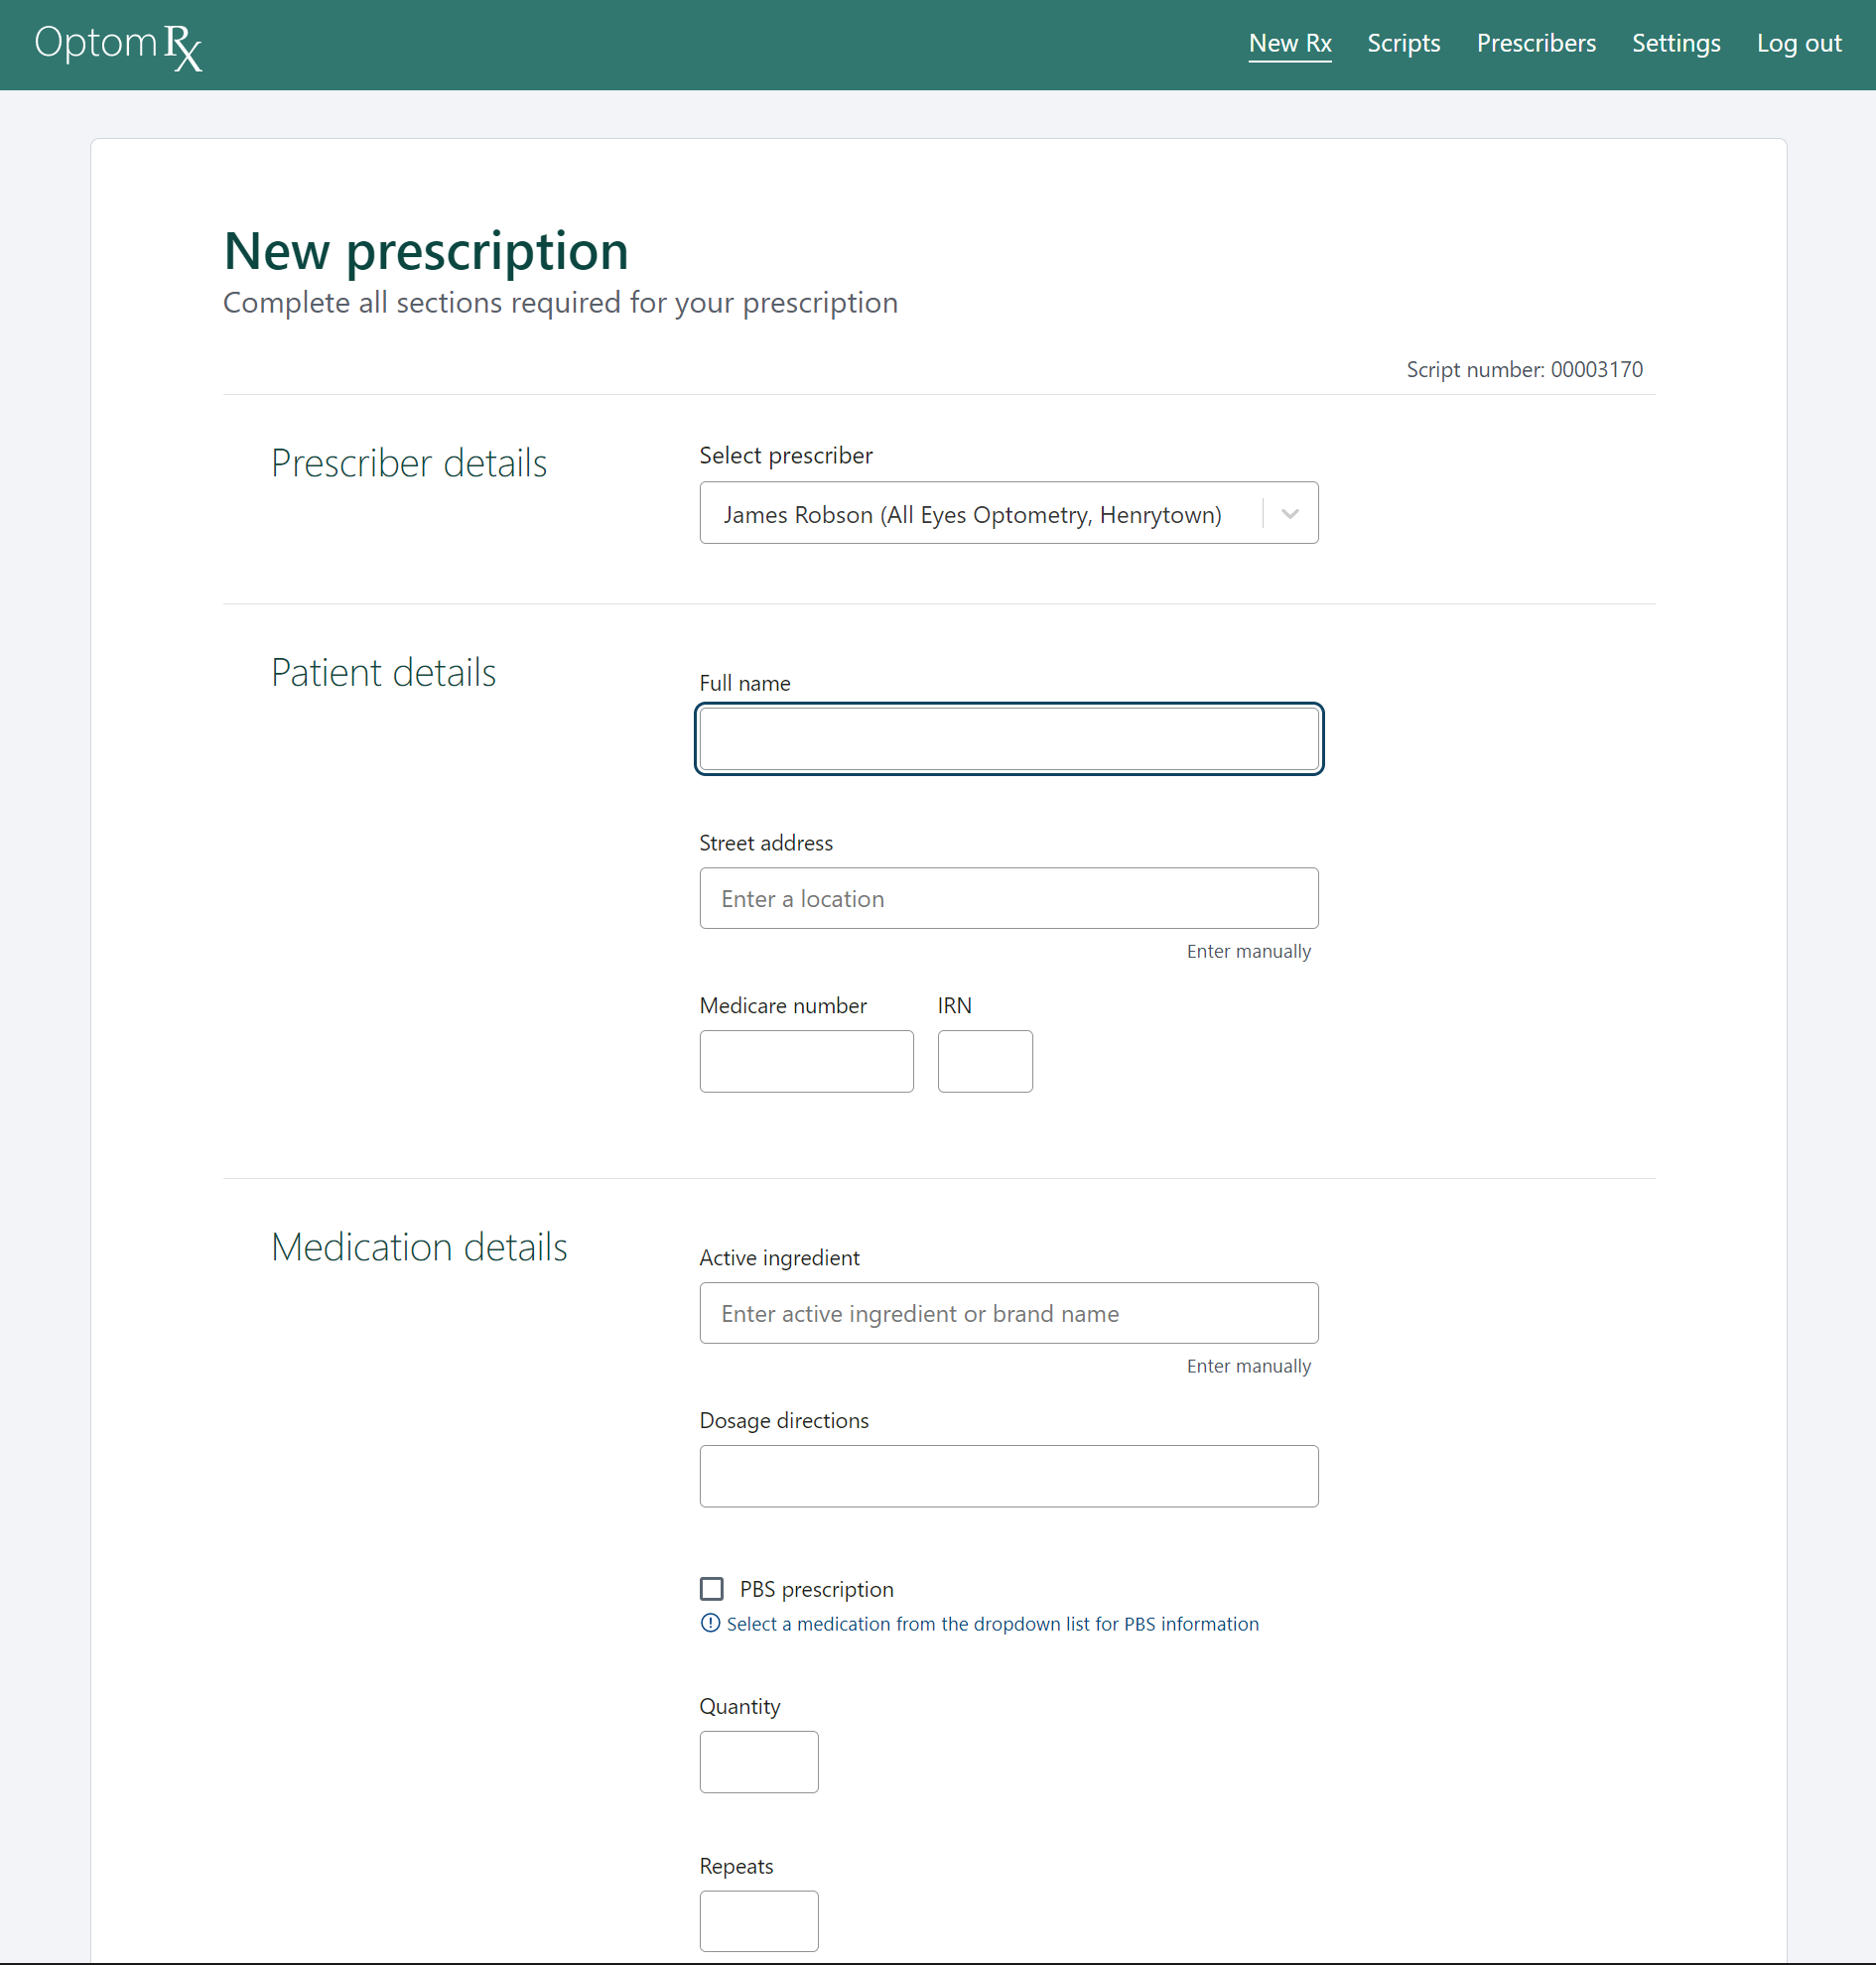 Optom Rx
New Rx Scripts Prescribers Settings Log out
New prescription
Complete all sections required for your prescription
Script number: 00003170
Prescriber details
Select prescriber
James Robson (All Eyes Optometry, Henrytown)
Patient details
Full name
Street address
Enter a location
Enter manually
Medicare number IRN
Medication details
Active ingredient
Enter active ingredient or brand name
Enter manually
Dosage directions
PBS prescription
Select a medication from the dropdown list for PBS information
Quantity
Repeats